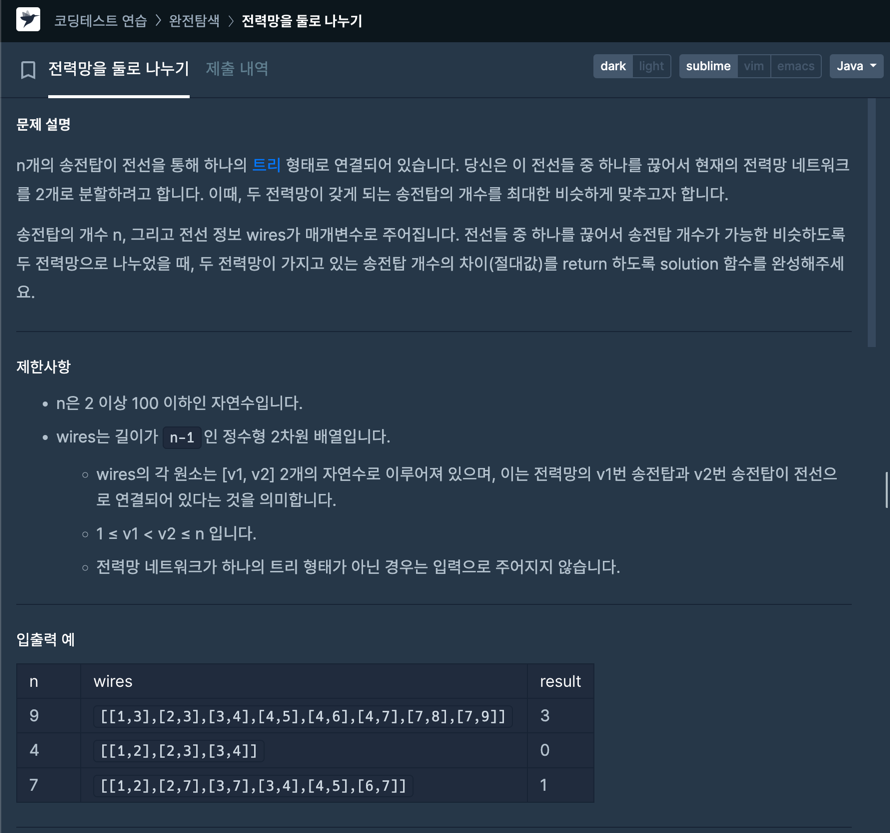 코딩테스트 연습 > 완전탐색 > 전력망을 둘로 나누기
전력망을 둘로 나누기 제출 내역 dark light sublime vim emacs Java
문제 설명
n개의 송전탑이 전선을 통해 하나의 트리 형태로 연결되어 있습니다. 당신은 이 전선들 중 하나를 끊어서 현재의 전력망 네트워크
를 2개로 분할하려고 합니다. 이때, 두 전력망이 갖게 되는 송전탑의 개수를 최대한 비슷하게 맞추고자 합니다.
송전탑의 개수 n, 그리고 전선 정보 wires가 매개변수로 주어집니다. 전선들 중 하나를 끊어서 송전탑 개수가 가능한 비슷하도록
두 전력망으로 나누었을 때, 두 전력망이 가지고 있는 송전탑 개수의 차이(절대값)를 return 하도록 solution 함수를 완성해주세
요.
제한사항
• n은 2 이상 100 이하인 자연수입니다.
• wires는 길이가 n-1 인 정수형 2차원 배열입니다.
◦ wires의 각 원소는 [v1, v2] 2개의 자연수로 이루어져 있으며, 이는 전력망의 v1번 송전탑과 v2번 송전탑이 전선으
로 연결되어 있다는 것을 의미합니다.
◦ 1 ≤ v1 < v2 ≤ n 입니다.
◦ 전력망 네트워크가 하나의 트리 형태가 아닌 경우는 입력으로 주어지지 않습니다.
입출력 예
n wires result
9 [[1,3],[2,3],[3,4],[4,5],[4,6],[4,7],[7,8],[7,9]] 3
4 [[1,2],[2,3],[3,4]] 0
7 [[1,2],[2,7],[3,7],[3,4],[4,5],[6,7]] 1